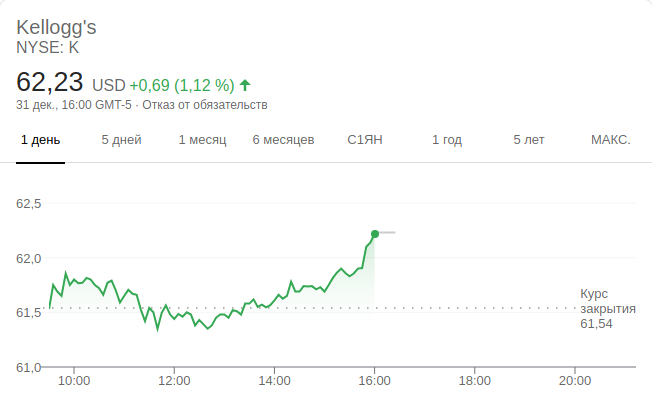 Kellogg's
NYSE: K
62,23 USD +0,69 (1,12 %)
31 дек., 16:00 GMT-5 · Отказ от обязательств
1 день 5 дней 1 месяц 6 месяцев С1ЯН 1 год 5 лет МАКС.
62,5
62,0
61,5
61,0
Курс
закрытия
61,54
10:00 12:00 14:00 16:00 18:00 20:00